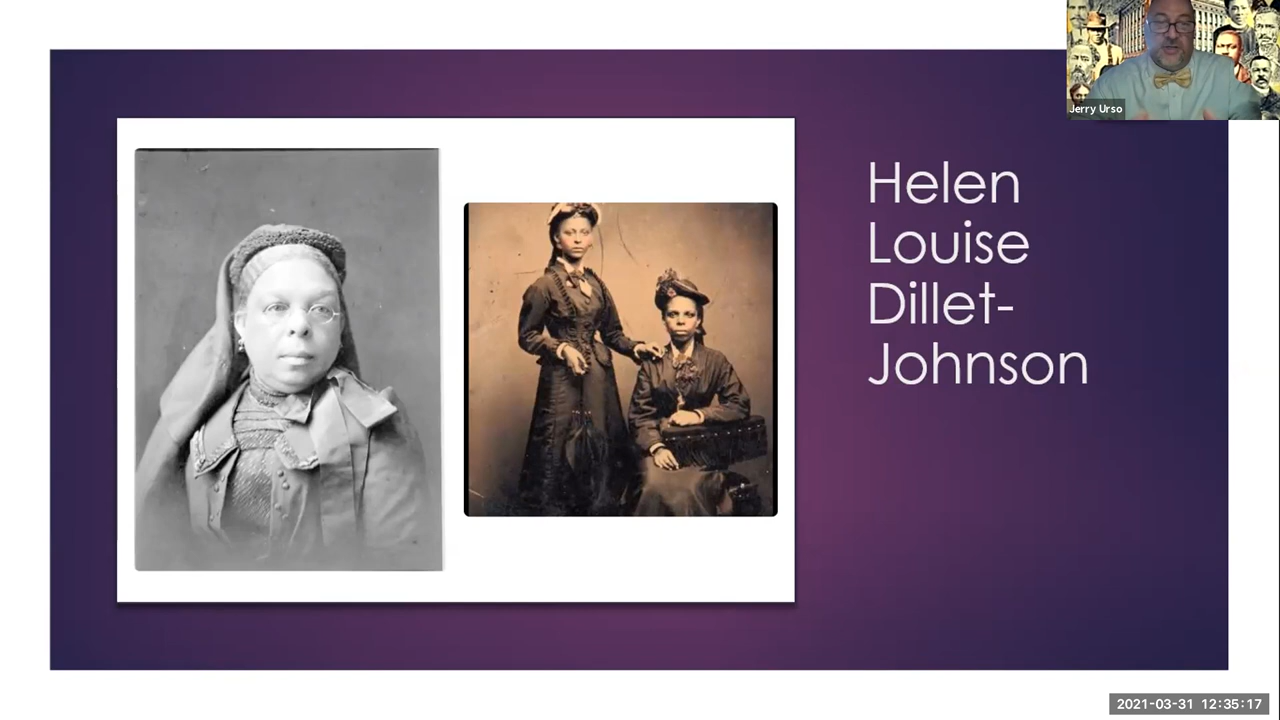 Jerry Urso
Helen
Louise
Dillet-
Johnson
2021-03-31 12:35:17